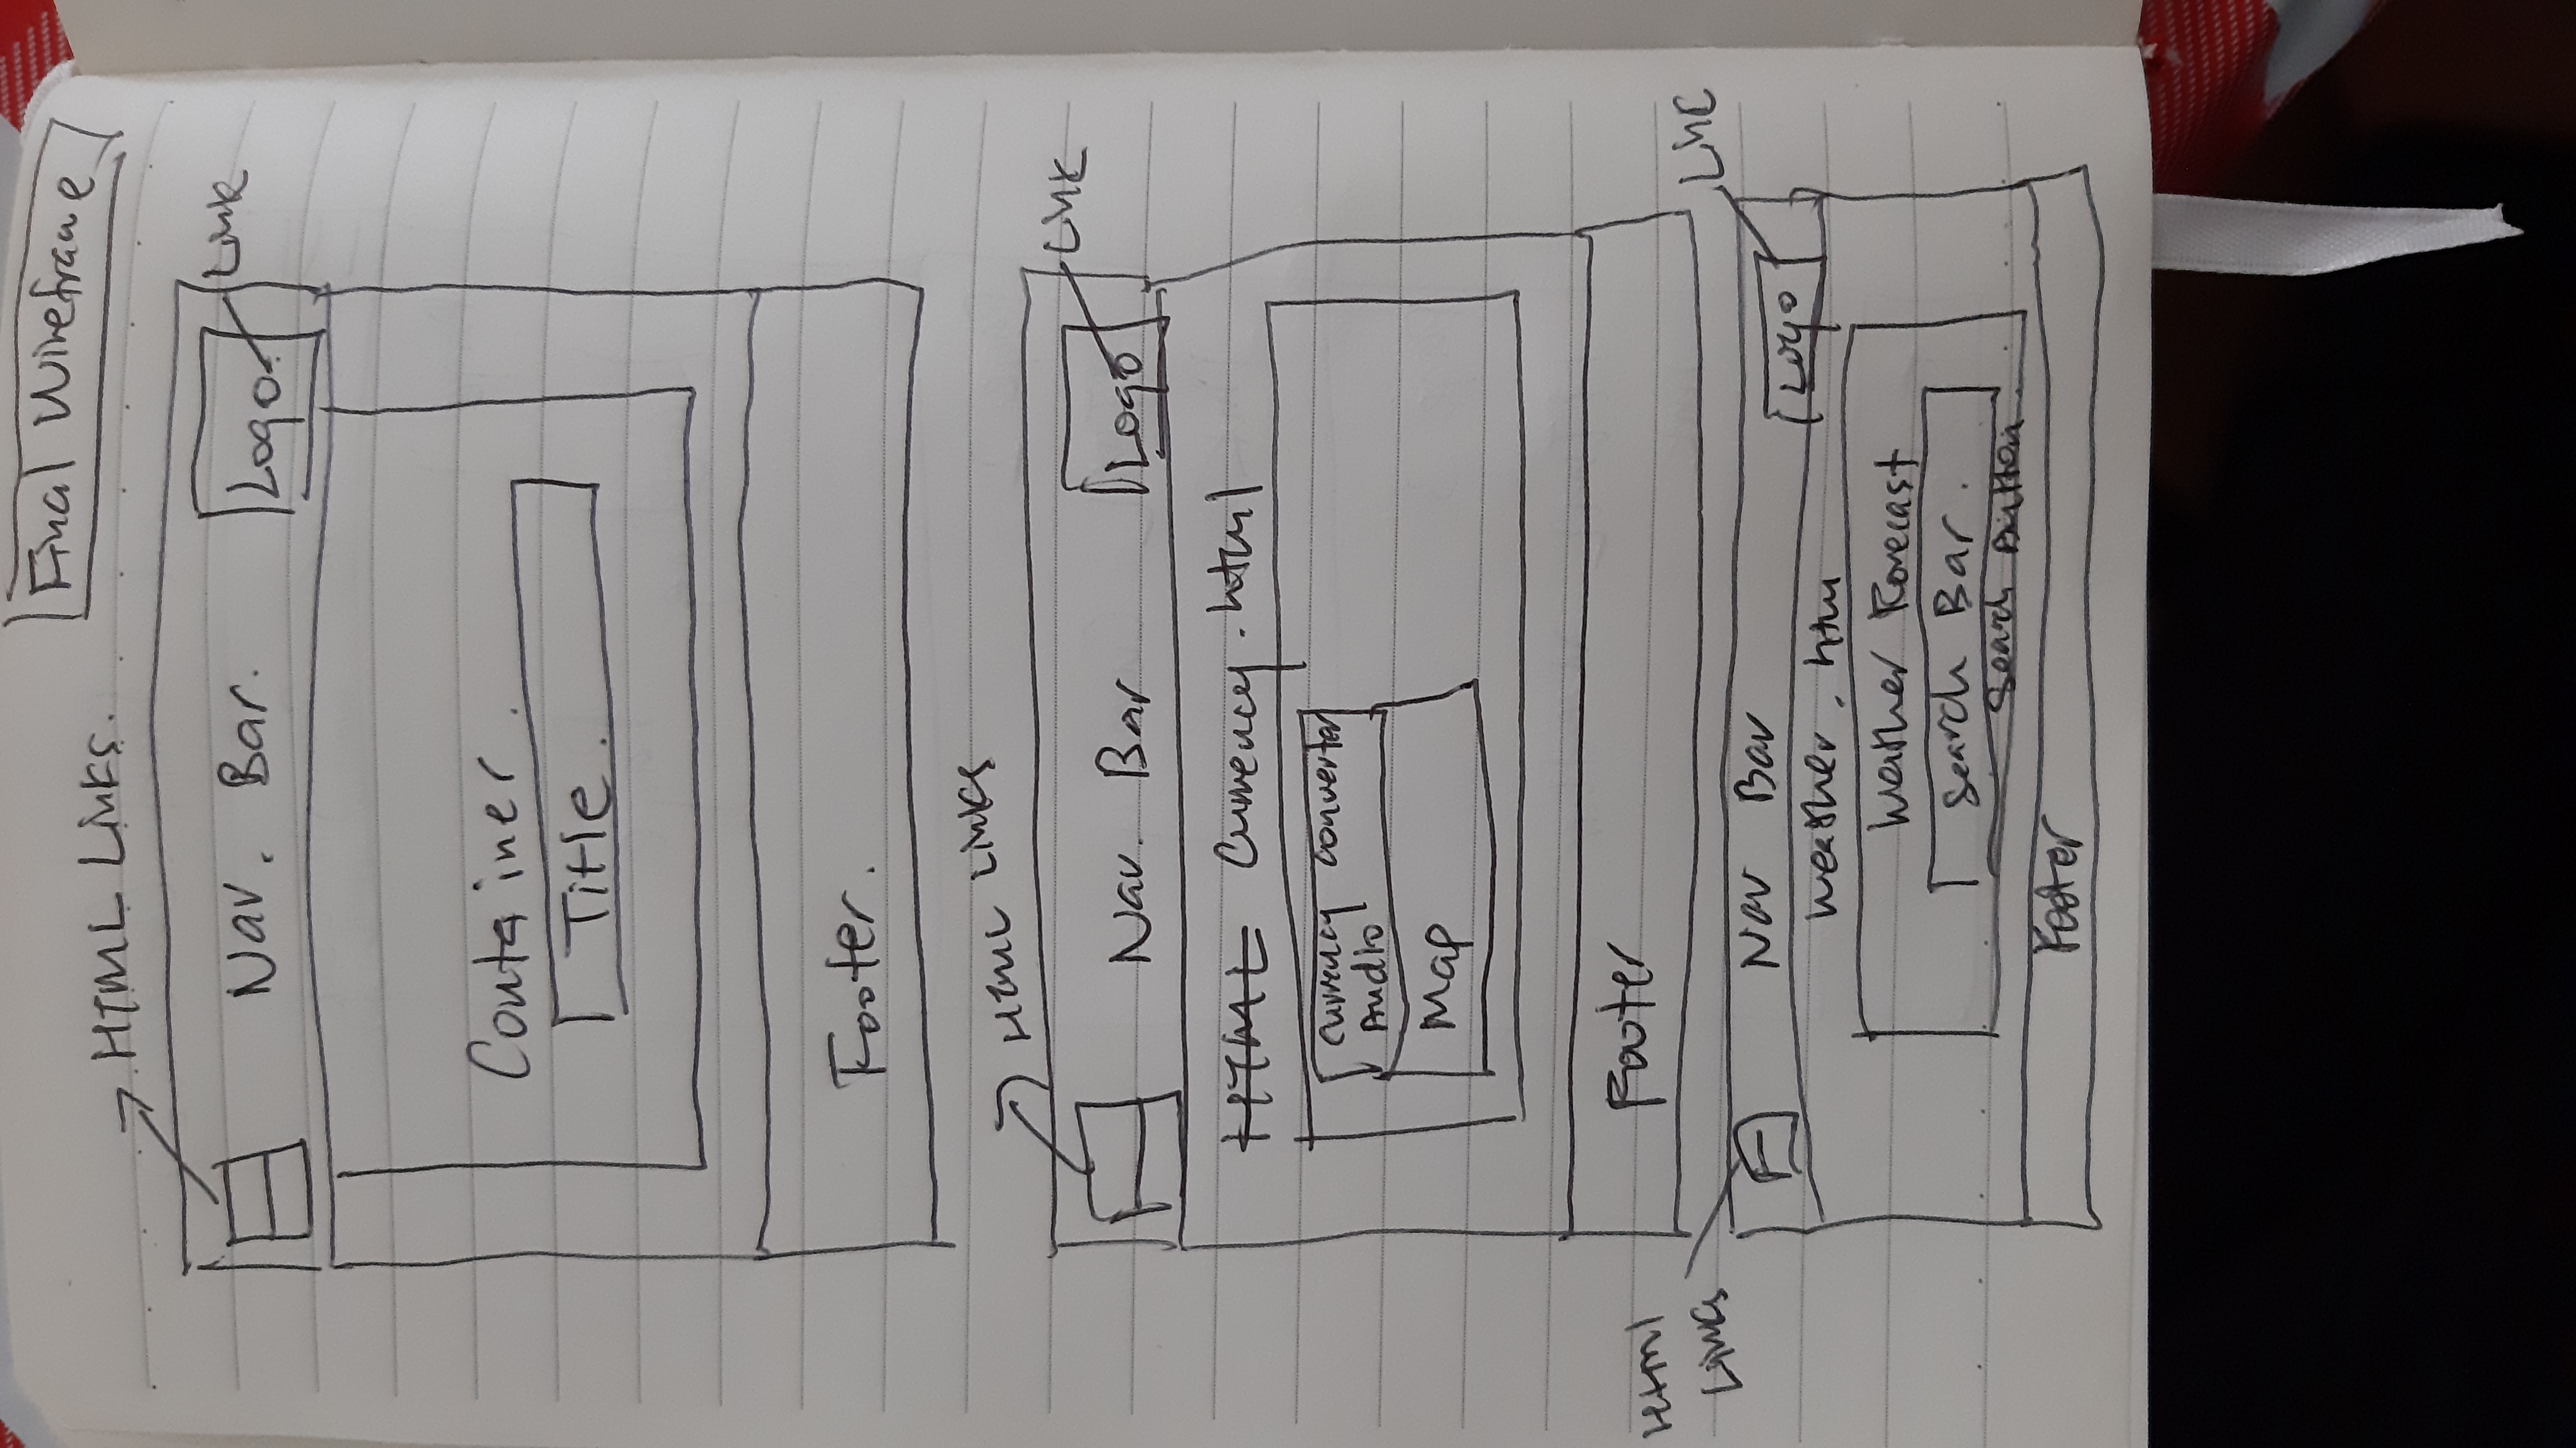 Final Wireframe
HTML Links.
Nav. Bar.
Logo.
Link
Container.
Title.
Footer.
HTML Links
Link
Nav. Bar
Logo
HTML Currency.html
Currency Converter
Audio
Map
Footer
Html
Links
Link
Nav Bar
Logo
Weather.htm
Weather Forecast
Search Bar.
Search Button
Footer